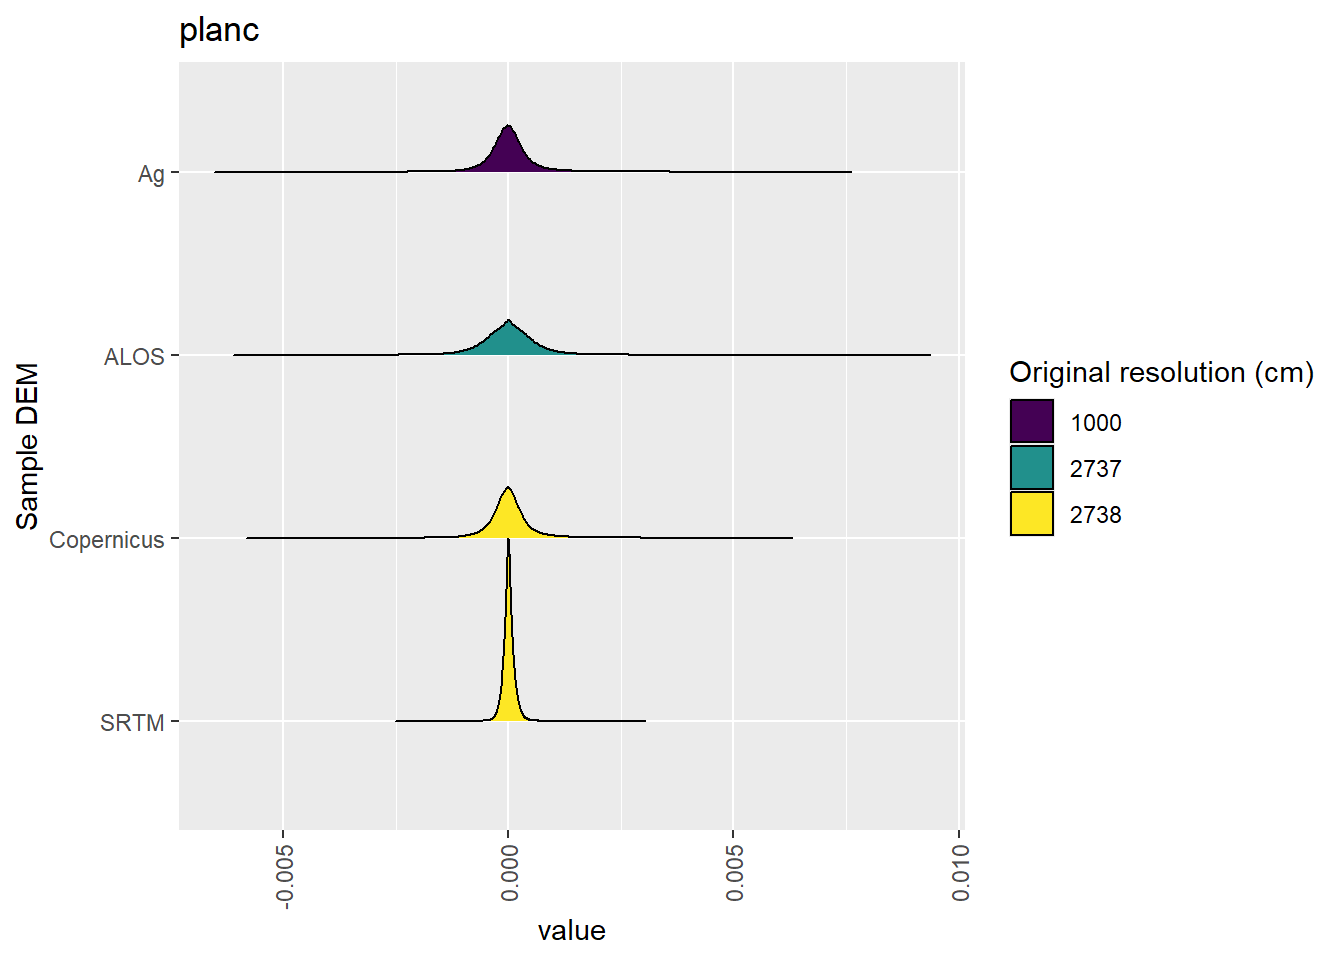 planc
Ag
ALOS
Copernicus
SRTM
Sample DEM
-0.005
0.000
0.005
0.010
value
Original resolution (cm)
1000
2737
2738